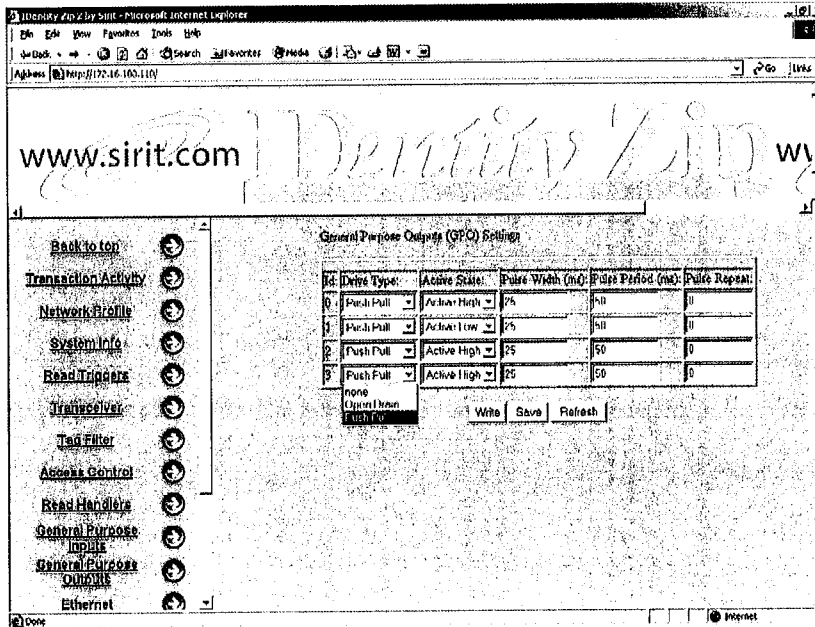 IDentity Zip 2 by Sirit - Microsoft Internet Explorer
File Edit View Favorites Tools Help
Back Search Favorites Media
Address http://172.16.100.110/ Go Links
www.sirit.com IDentity Zip ww
Back to top
Transaction Activity
Network Profile
System Info
Read Triggers
Transceiver
Tag Filter
Access Control
Read Handlers
General Purpose
Inputs
General Purpose
Outputs
Ethernet
General Purpose Outputs (GPO) Settings
Id: Drive Type: Active State: Pulse Width (ms): Pulse Period (ms): Pulse Repeat:
0 Push Pull Active High 25 50 0
1 Push Pull Active Low 25 50 0
2 Push Pull Active High 25 50 0
3 Push Pull Active High 25 50 0
none
Open Drain
Push Pull
Write Save Refresh
Done Internet